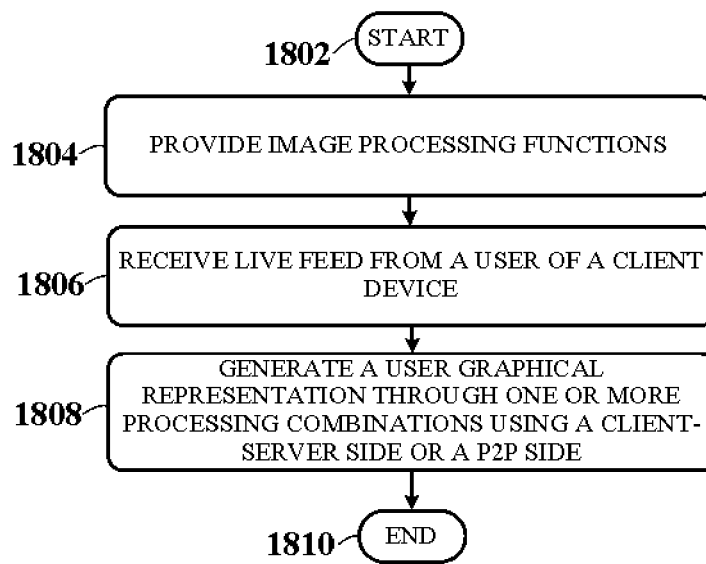 START
1802
PROVIDE IMAGE PROCESSING FUNCTIONS
1804
RECEIVE LIVE FEED FROM A USER OF A CLIENT
DEVICE
1806
GENERATE A USER GRAPHICAL
REPRESENTATION THROUGH ONE OR MORE
PROCESSING COMBINATIONS USING A CLIENT-
SERVER SIDE OR A P2P SIDE
1808
END
1810